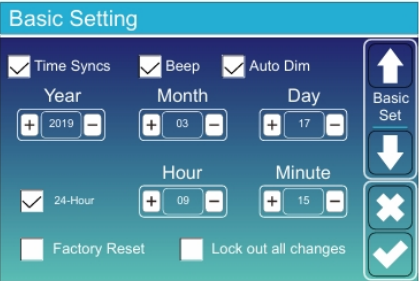 Basic Setting
Time Syncs Beep Auto Dim
Year Month Day
+ 2019 − + 03 − + 17 −
Basic
Set
Hour Minute
24-Hour + 09 − + 15 −
Factory Reset Lock out all changes